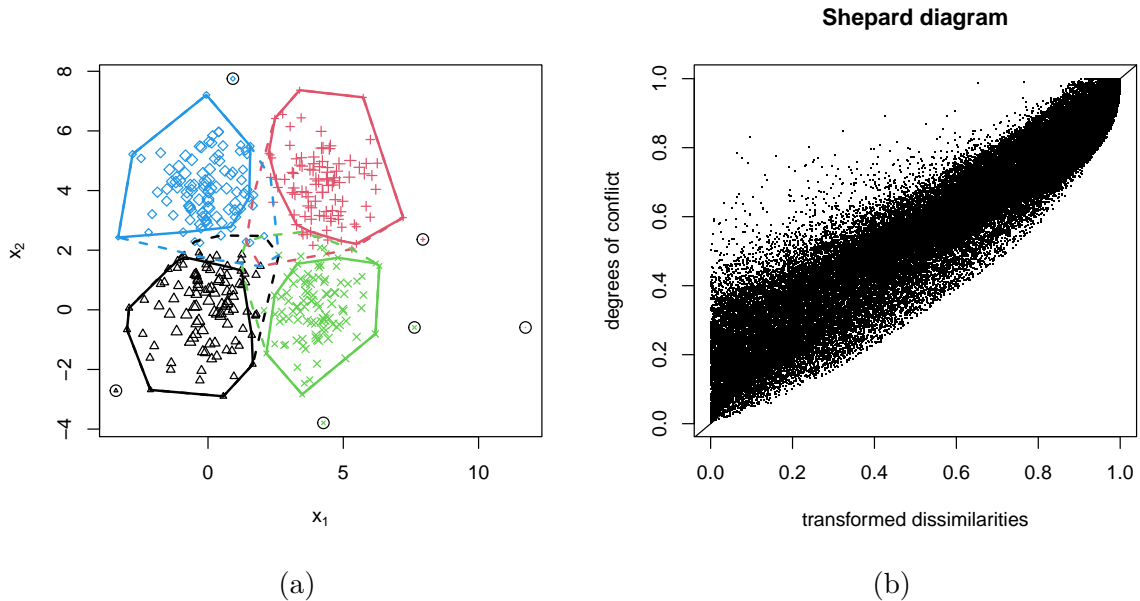 8
6
4
2
0
−2
−4
x2
0
5
10
x1
(a)
Shepard diagram
1.0
0.8
0.6
0.4
0.2
0.0
degrees of conflict
0.0 0.2 0.4 0.6 0.8 1.0
transformed dissimilarities
(b)